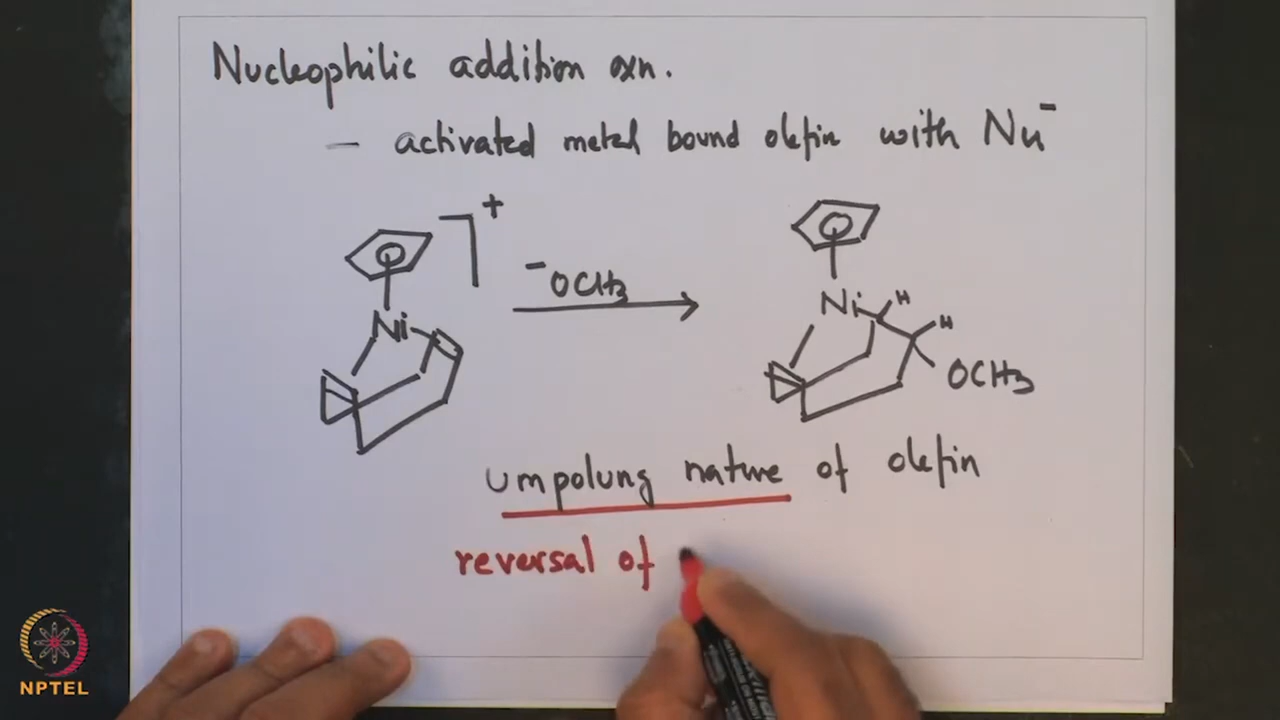 Nucleophilic addition rxn.
— activated metal bound olefin with Nu⁻
+
Ni
⁻OCH3
Ni
H
H
OCH3
umpolung nature of olefin
reversal of
NPTEL